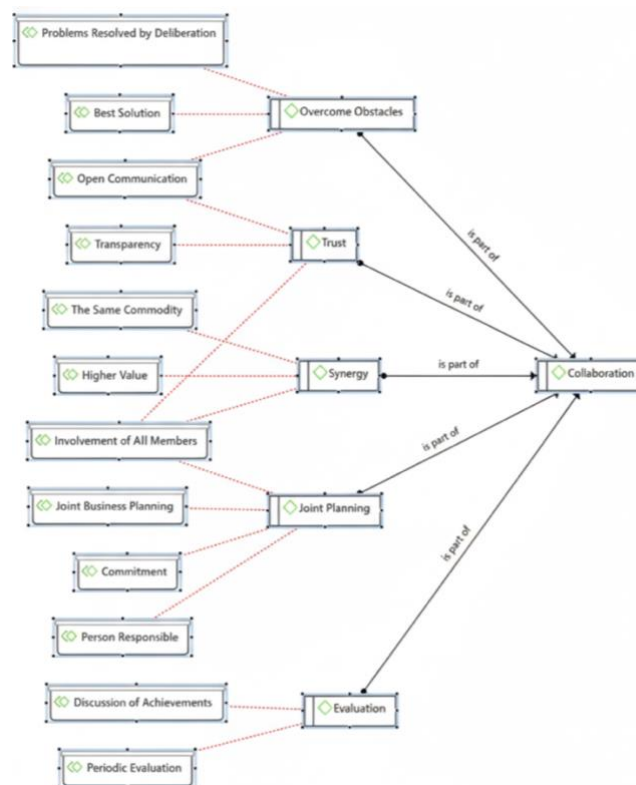 Problems Resolved by Deliberation
Best Solution
Overcome Obstacles
Open Communication
is part of
Transparency
Trust
is part of
The Same Commodity
Higher Value
Synergy
is part of
Collaboration
Involvement of All Members
is part of
Joint Business Planning
Joint Planning
is part of
Commitment
Person Responsible
Discussion of Achievements
Evaluation
Periodic Evaluation